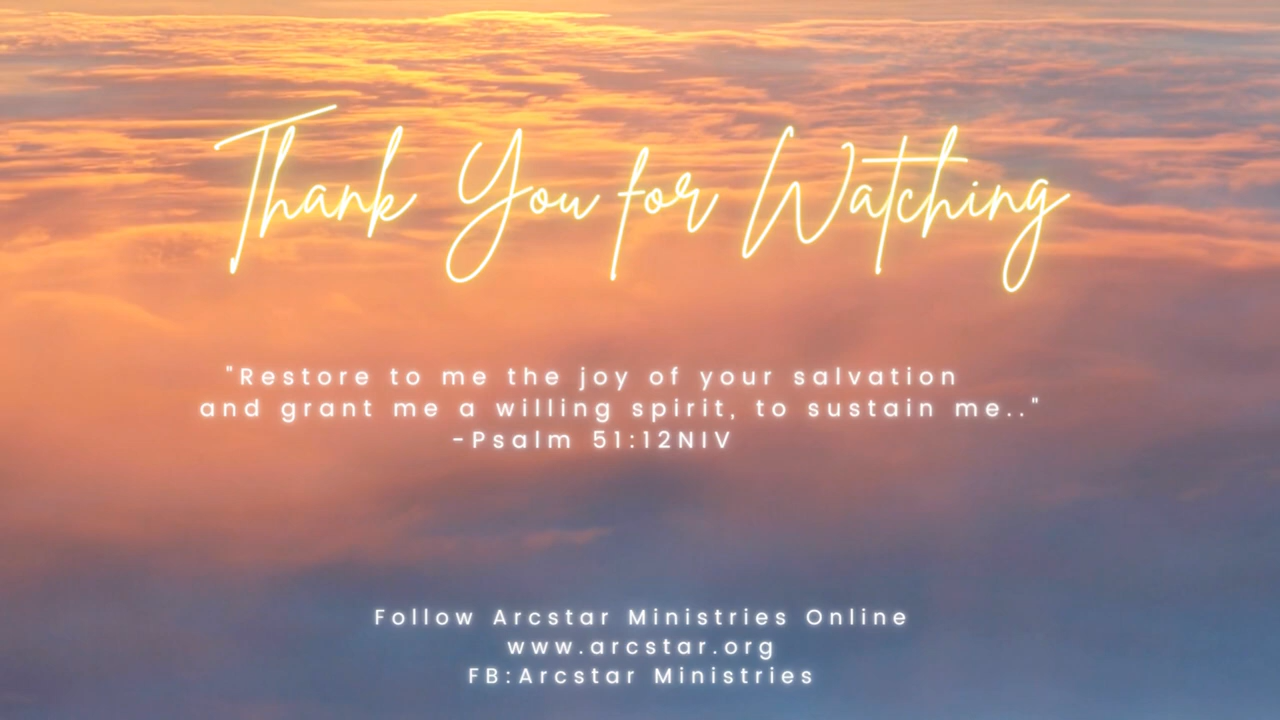 Thank You for Watching
"Restore to me the joy of your salvation
and grant me a willing spirit, to sustain me.."
-Psalm 51:12NIV
Follow Arcstar Ministries Online
www.arcstar.org
FB:Arcstar Ministries